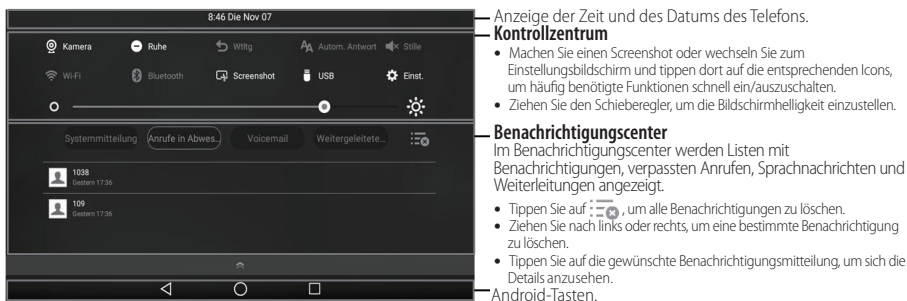 8:46 Die Nov 07
Kamera Ruhe Wtltg Autom. Antwort Stille
Wi-Fi Bluetooth Screenshot USB Einst.
Systemmitteilung Anrufe in Abwes... Voicemail Weitergeleitete...
1038
Gestern 17:36
109
Gestern 17:36
Anzeige der Zeit und des Datums des Telefons.
Kontrollzentrum
• Machen Sie einen Screenshot oder wechseln Sie zum
Einstellungsbildschirm und tippen dort auf die entsprechenden Icons,
um häufig benötigte Funktionen schnell ein/auszuschalten.
• Ziehen Sie den Schieberegler, um die Bildschirmhelligkeit einzustellen.
Benachrichtigungscenter
Im Benachrichtigungscenter werden Listen mit
Benachrichtigungen, verpassten Anrufen, Sprachnachrichten und
Weiterleitungen angezeigt.
• Tippen Sie auf , um alle Benachrichtigungen zu löschen.
• Ziehen Sie nach links oder rechts, um eine bestimmte Benachrichtigung
zu löschen.
• Tippen Sie auf die gewünschte Benachrichtigungsmitteilung, um sich die
Details anzusehen.
Android-Tasten.